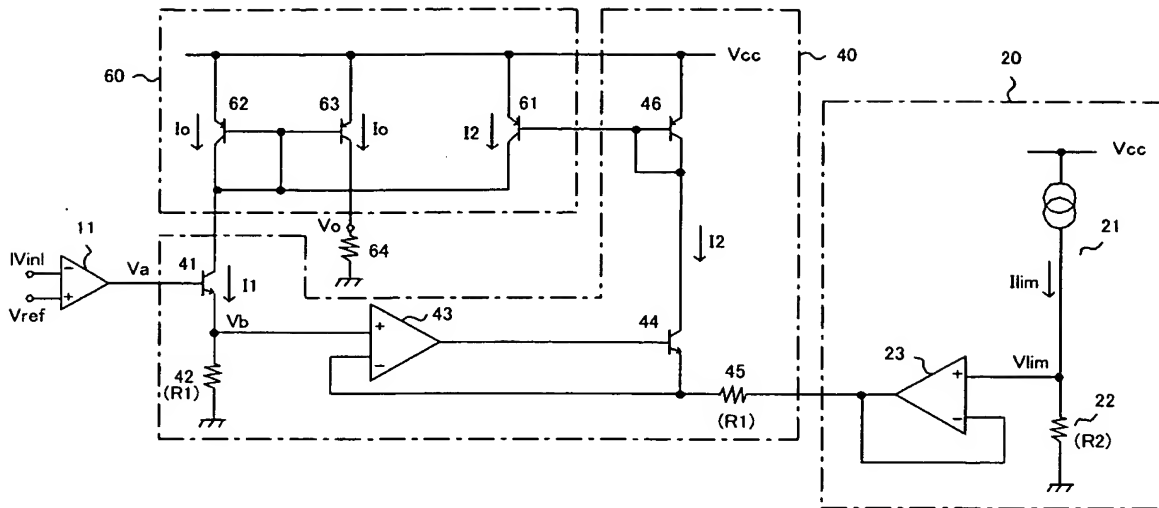 60
62
63
61
46
Vcc
40
20
Io
Io
I2
Vcc
21
Ilim
Vo
64
I2
11
|Vin|
Vref
Va
41
I1
Vb
43
44
42
(R1)
45
(R1)
23
Vlim
22
(R2)
+
-
+
-
+
-